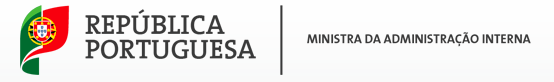 REPÚBLICA
PORTUGUESA
MINISTRA DA ADMINISTRAÇÃO INTERNA